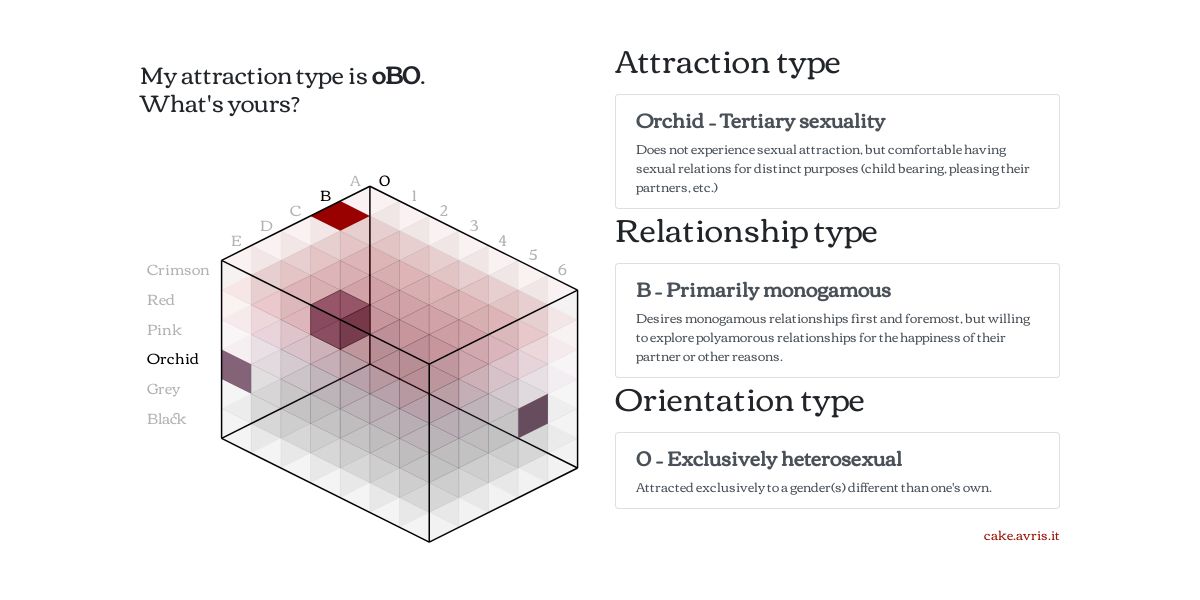 My attraction type is oBO.
What's yours?
A O
B 1
C 2
D 3
E 4
5
6
Crimson
Red
Pink
Orchid
Grey
Black
Attraction type
Orchid - Tertiary sexuality
Does not experience sexual attraction, but comfortable having
sexual relations for distinct purposes (child bearing, pleasing their
partners, etc.)
Relationship type
B - Primarily monogamous
Desires monogamous relationships first and foremost, but willing
to explore polyamorous relationships for the happiness of their
partner or other reasons.
Orientation type
0 - Exclusively heterosexual
Attracted exclusively to a gender(s) different than one's own.
cake.avris.it